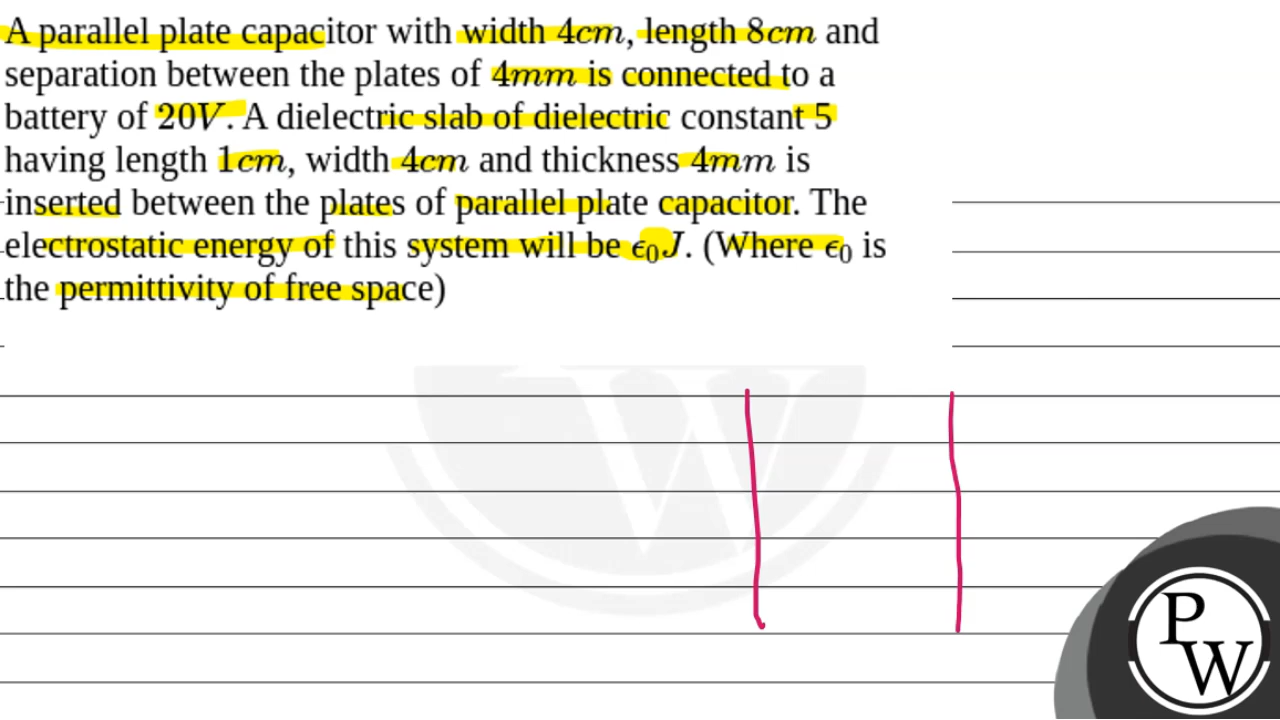 A parallel plate capacitor with width 4cm, length 8cm and
separation between the plates of 4mm is connected to a
battery of 20V. A dielectric slab of dielectric constant 5
having length 1cm, width 4cm and thickness 4mm is
inserted between the plates of parallel plate capacitor. The
electrostatic energy of this system will be ϵ₀J. (Where ϵ₀ is
the permittivity of free space)
W
P
W